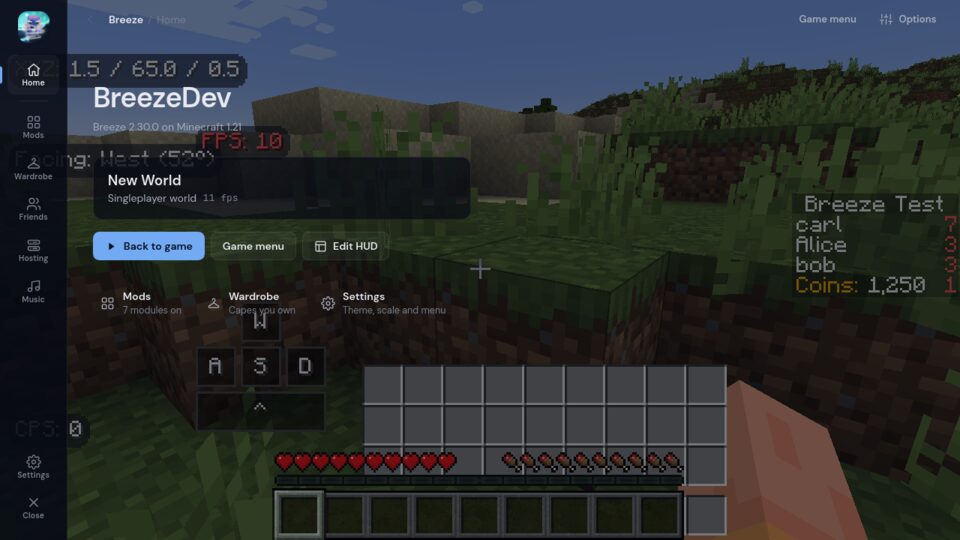 Breeze / Home
Game menu
Options
XYZ: 1.5 / 65.0 / 0.5
Home
BreezeDev
Breeze 2.30.0 on Minecraft 1.21
Mods
FPS: 10
Facing: West (52°)
Wardrobe
New World
Singleplayer world 11 fps
Friends
Breeze Test
carl 7
Alice 3
bob 3
Coins: 1,250 1
Back to game
Game menu
Edit HUD
Hosting
Music
Mods
7 modules on
Wardrobe
Capes you own
Settings
Theme, scale and menu
W
A S D
^
CPS: 0
Settings
Close